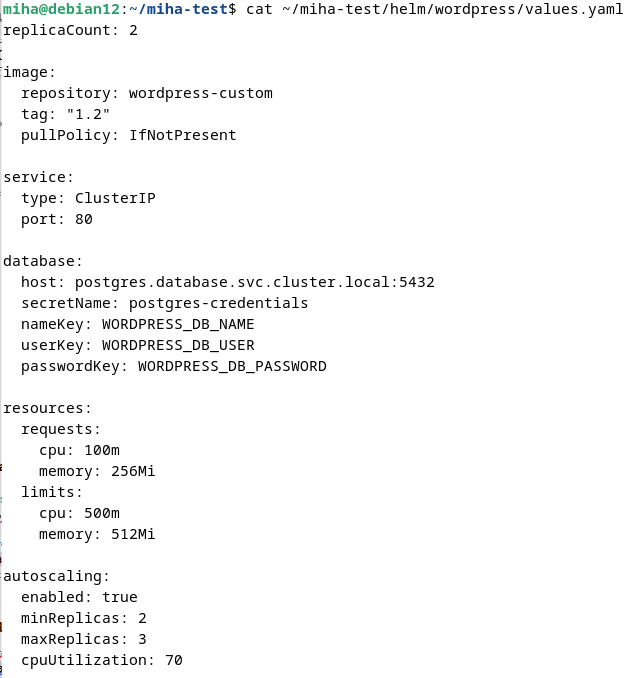 miha@debian12:~/miha-test$ cat ~/miha-test/helm/wordpress/values.yaml
replicaCount: 2
image:
  repository: wordpress-custom
  tag: "1.2"
  pullPolicy: IfNotPresent
service:
  type: ClusterIP
  port: 80
database:
  host: postgres.database.svc.cluster.local:5432
  secretName: postgres-credentials
  nameKey: WORDPRESS_DB_NAME
  userKey: WORDPRESS_DB_USER
  passwordKey: WORDPRESS_DB_PASSWORD
resources:
  requests:
    cpu: 100m
    memory: 256Mi
  limits:
    cpu: 500m
    memory: 512Mi
autoscaling:
  enabled: true
  minReplicas: 2
  maxReplicas: 3
  cpuUtilization: 70